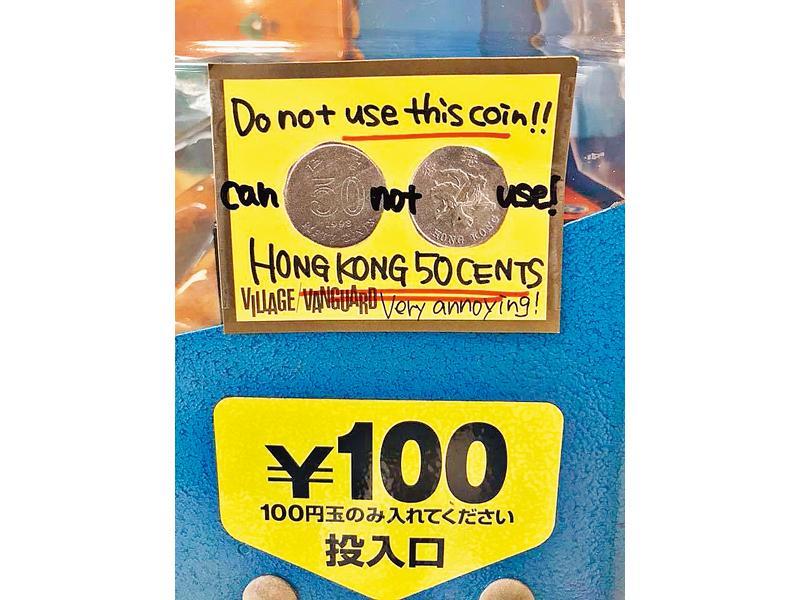 Do not use this coin!!
can 50 not use!
1998
HONG KONG
HONG KONG 50 CENTS
VILLAGE/VANGUARD Very annoying!
¥100
100円玉のみ入れてください
投入口